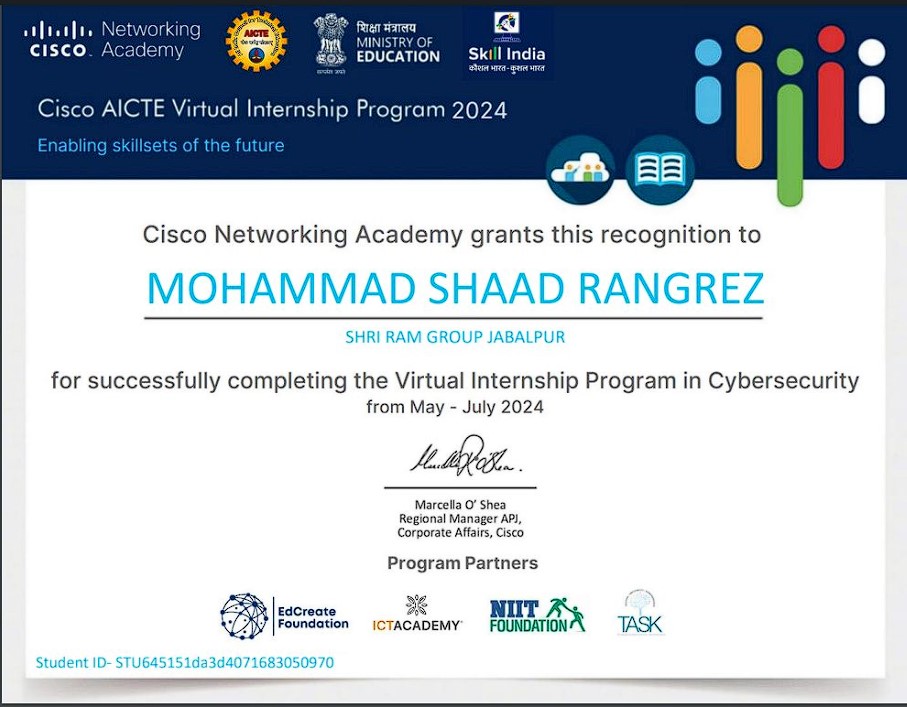 Networking
CISCO. Academy
AICTE
शिक्षा मंत्रालय
MINISTRY OF
EDUCATION
Skill India
कौशल भारत-कुशल भारत
Cisco AICTE Virtual Internship Program 2024
Enabling skillsets of the future
Cisco Networking Academy grants this recognition to
MOHAMMAD SHAAD RANGREZ
SHRI RAM GROUP JABALPUR
for successfully completing the Virtual Internship Program in Cybersecurity
from May - July 2024
Marcella O' Shea
Regional Manager APJ,
Corporate Affairs, Cisco
Program Partners
EdCreate
Foundation
ICTACADEMY
NIIT
FOUNDATION
TASK
Student ID- STU645151da3d4071683050970